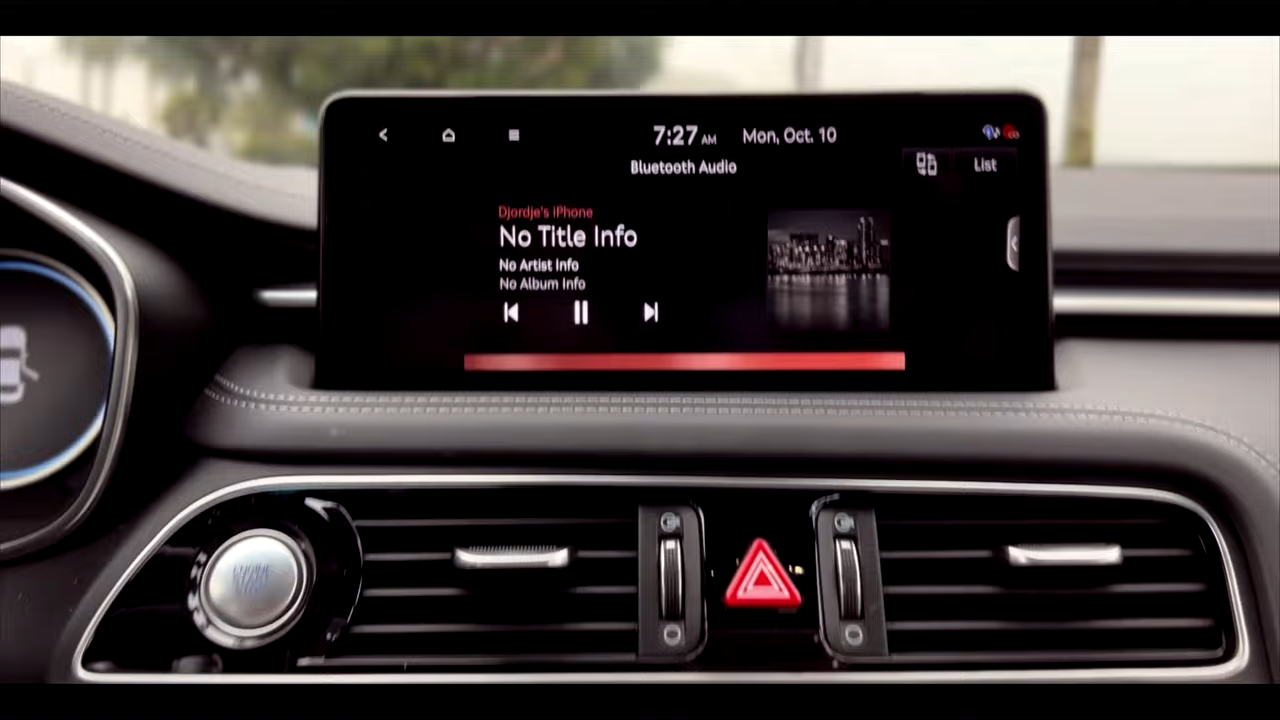 7:27 AM Mon, Oct. 10
Bluetooth Audio
List
Djordje's iPhone
No Title Info
No Artist Info
No Album Info
ENGINE